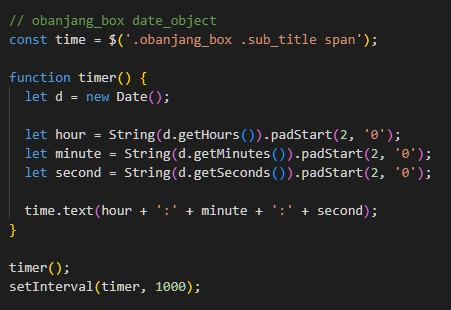 // obanjang_box date_object
const time = $('.obanjang_box .sub_title span');
function timer() {
let d = new Date();
let hour = String(d.getHours()).padStart(2, '0');
let minute = String(d.getMinutes()).padStart(2, '0');
let second = String(d.getSeconds()).padStart(2, '0');
time.text(hour + ':' + minute + ':' + second);
}
timer();
setInterval(timer, 1000);